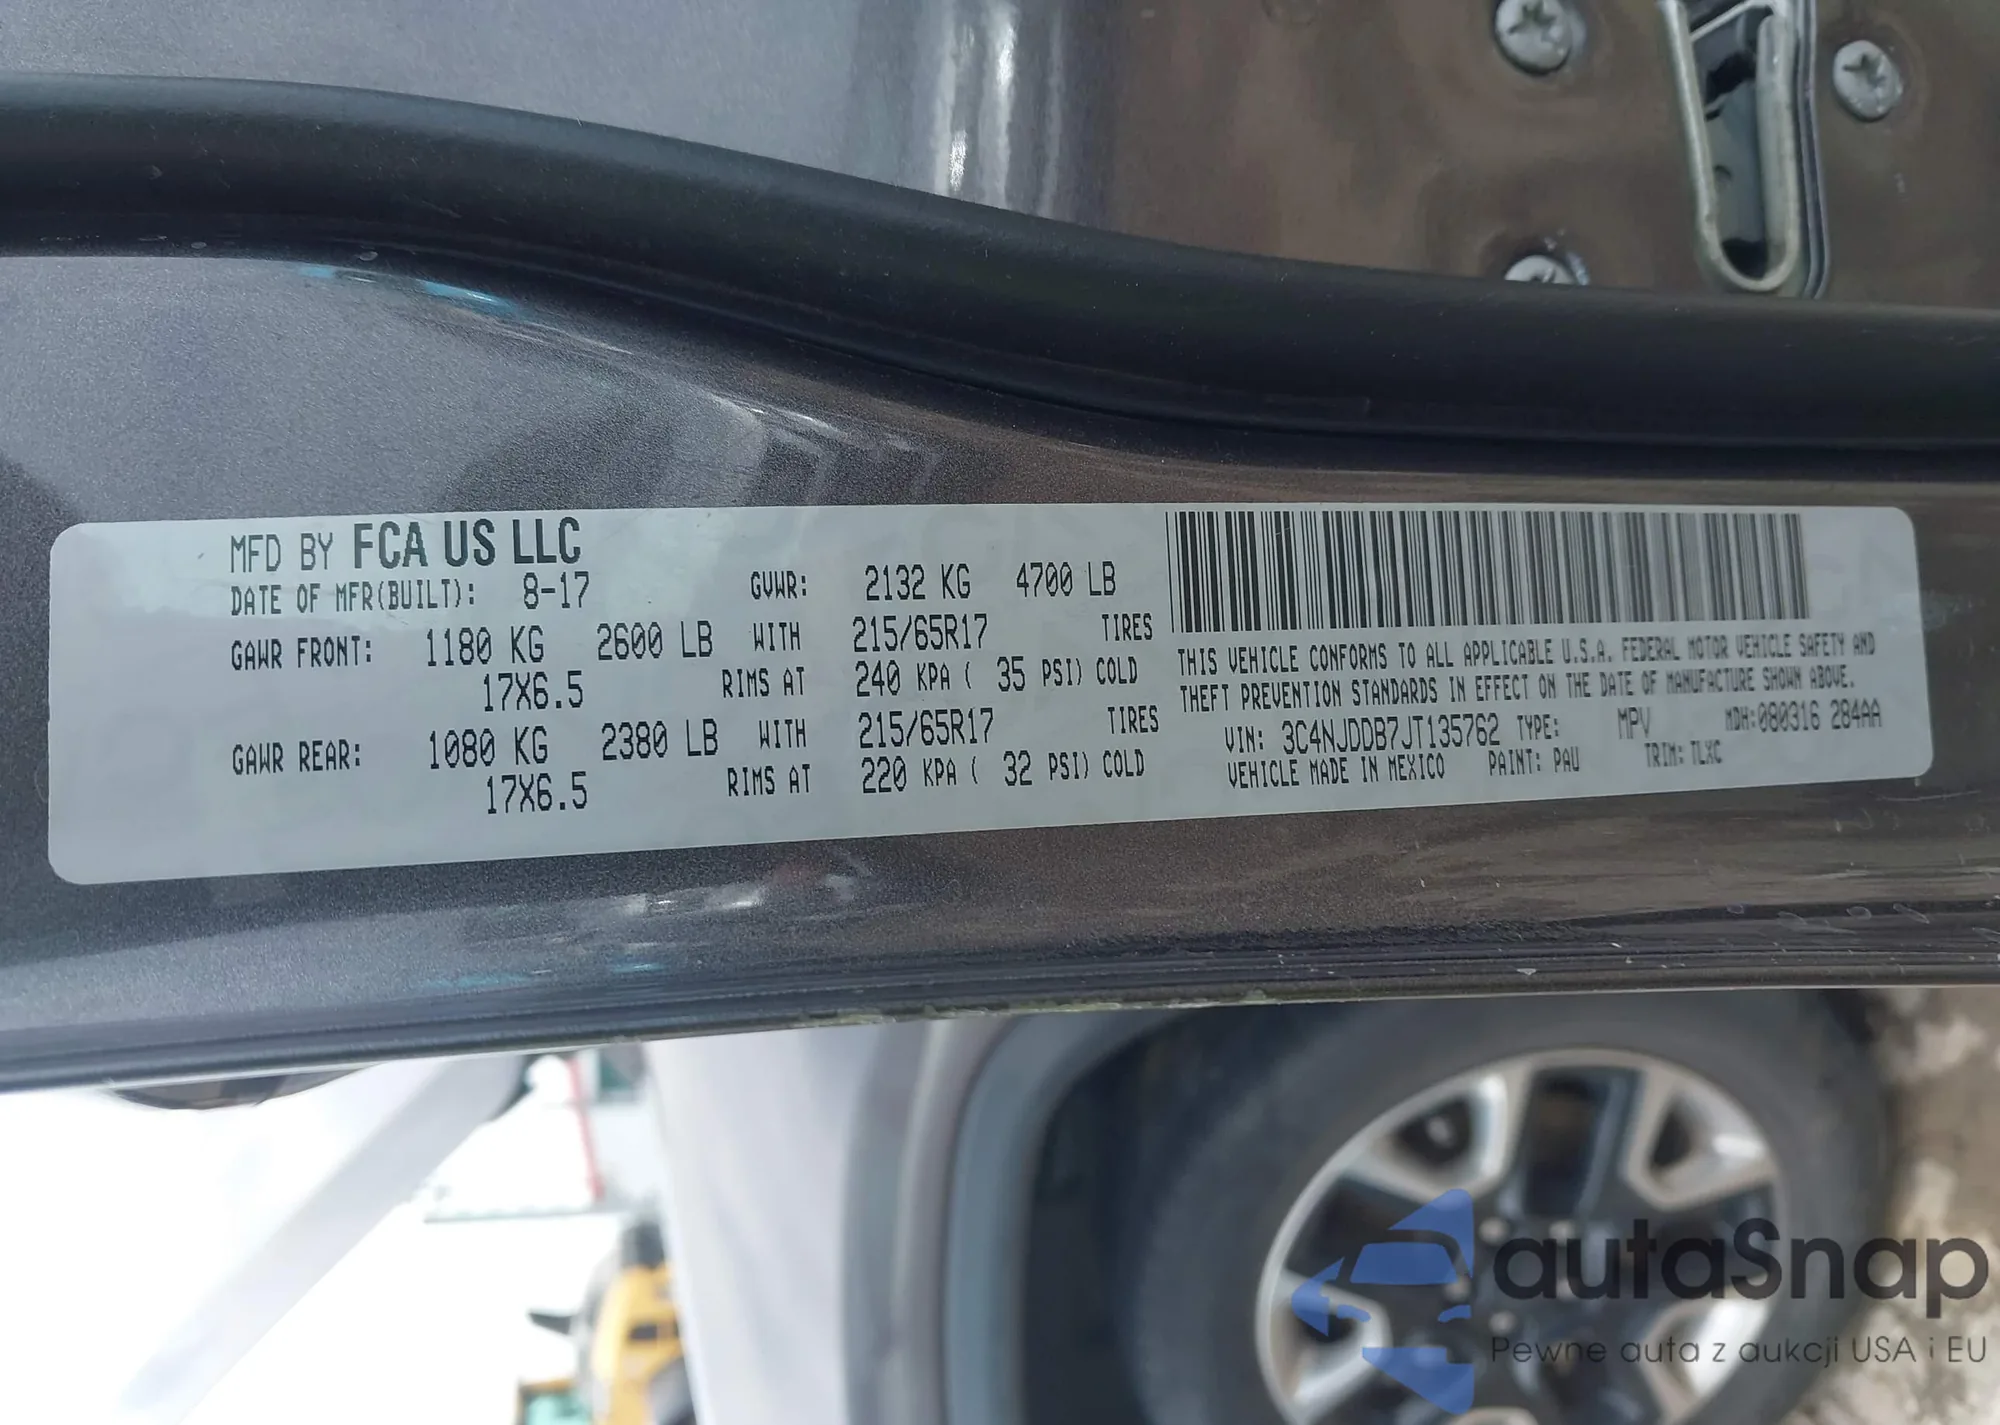 MFD BY FCA US LLC
DATE OF MFR(BUILT): 8-17 GVWR: 2132 KG 4700 LB
GAWR FRONT: 1180 KG 2600 LB WITH 215/65R17 TIRES
17X6.5 RIMS AT 240 KPA ( 35 PSI) COLD
GAWR REAR: 1080 KG 2380 LB WITH 215/65R17 TIRES
17X6.5 RIMS AT 220 KPA ( 32 PSI) COLD
THIS VEHICLE CONFORMS TO ALL APPLICABLE U.S.A. FEDERAL MOTOR VEHICLE SAFETY AND
THEFT PREVENTION STANDARDS IN EFFECT ON THE DATE OF MANUFACTURE SHOWN ABOVE.
VIN: 3C4NJDDB7JT135762 TYPE: MPV MDH:080316 284AA
VEHICLE MADE IN MEXICO PAINT: PAU TRIM: TLXC
autaSnap
Pewne auta z aukcji USA i EU